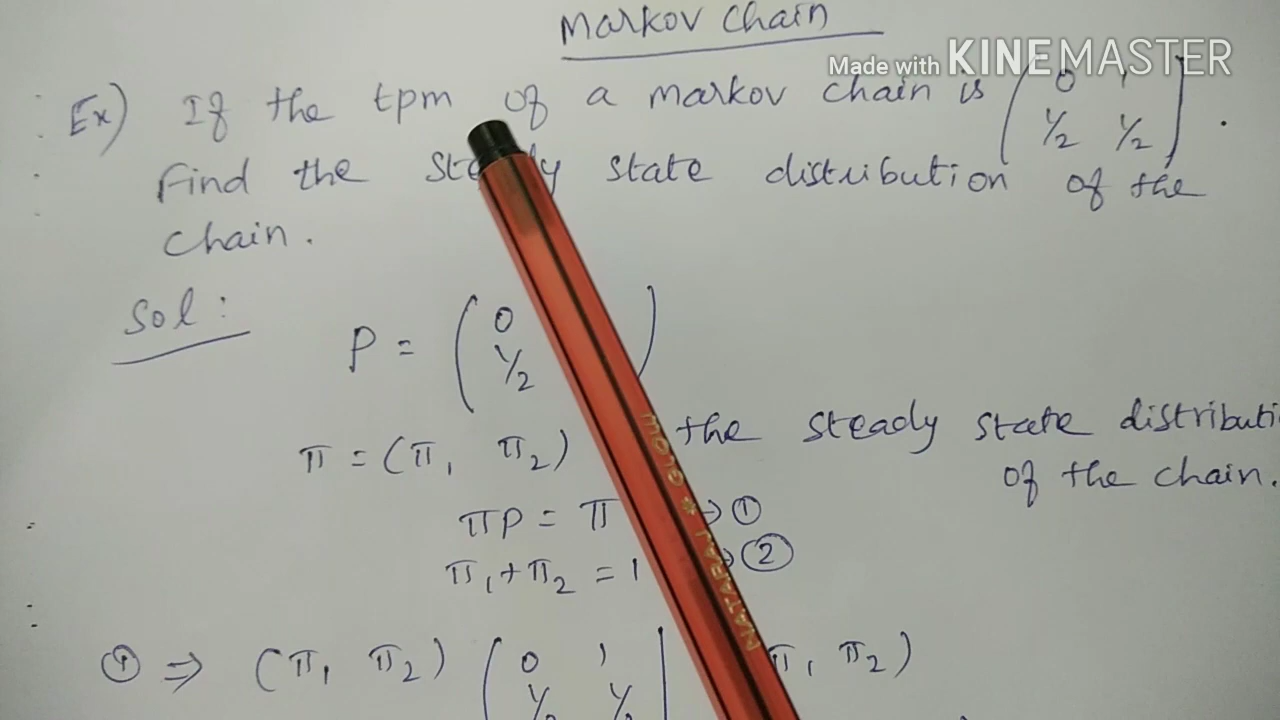 Markov chain
Made with KINEMASTER
Ex) If the tpm of a markov chain is ( 0 1
1/2 1/2 ) .
Find the steady state distribution of the
chain.
Sol :
P = ( 0
1/2 )
π = (π₁ π₂) the steady state distributi
of the chain.
πP = π → ①
π₁ + π₂ = 1 → ②
① ⇒ (π₁ π₂) ( 0 1 π₁ π₂)
1/2 1/2
MOTO GLOW * NATARAJ